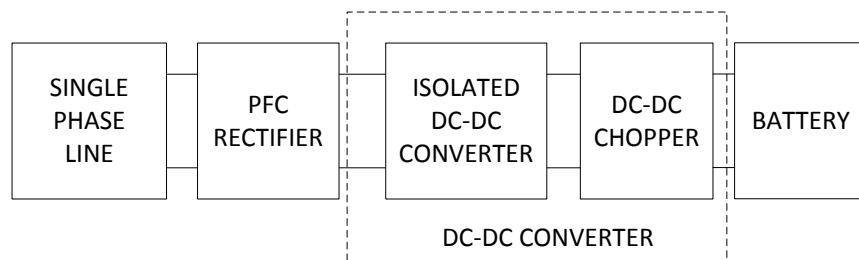 SINGLE
PHASE
LINE
PFC
RECTIFIER
ISOLATED
DC-DC
CONVERTER
DC-DC
CHOPPER
BATTERY
DC-DC CONVERTER